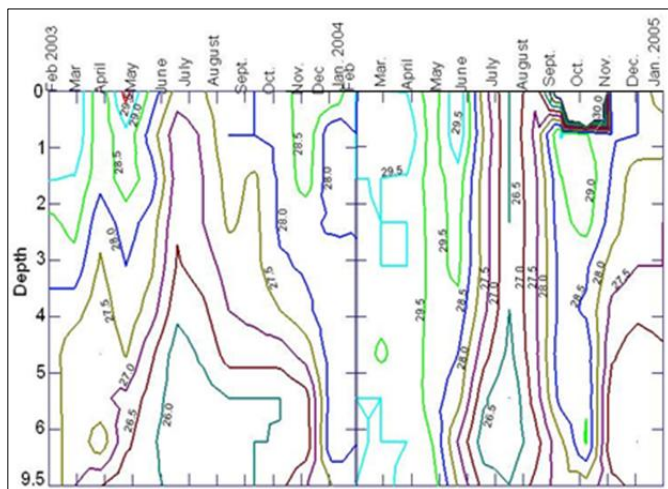 Feb 2003 Mar April May June July August Sept. Oct. Nov. Dec Jan. 2004 Feb Mar. April May June July August Sept. Oct. Nov. Dec. Jan. 2005
0 29.5 29.0 30.0
1 28.5 28.5 29.5 26.5 29.0
2 28.0 28.0 28.0
3 27.5 27.5 29.5 29.5 28.5 27.5 27.0 27.0 27.5 28.0 28.5 28.0 27.5
Depth
4 28.0
5 27.0 26.5 26.0 26.5
6
9.5